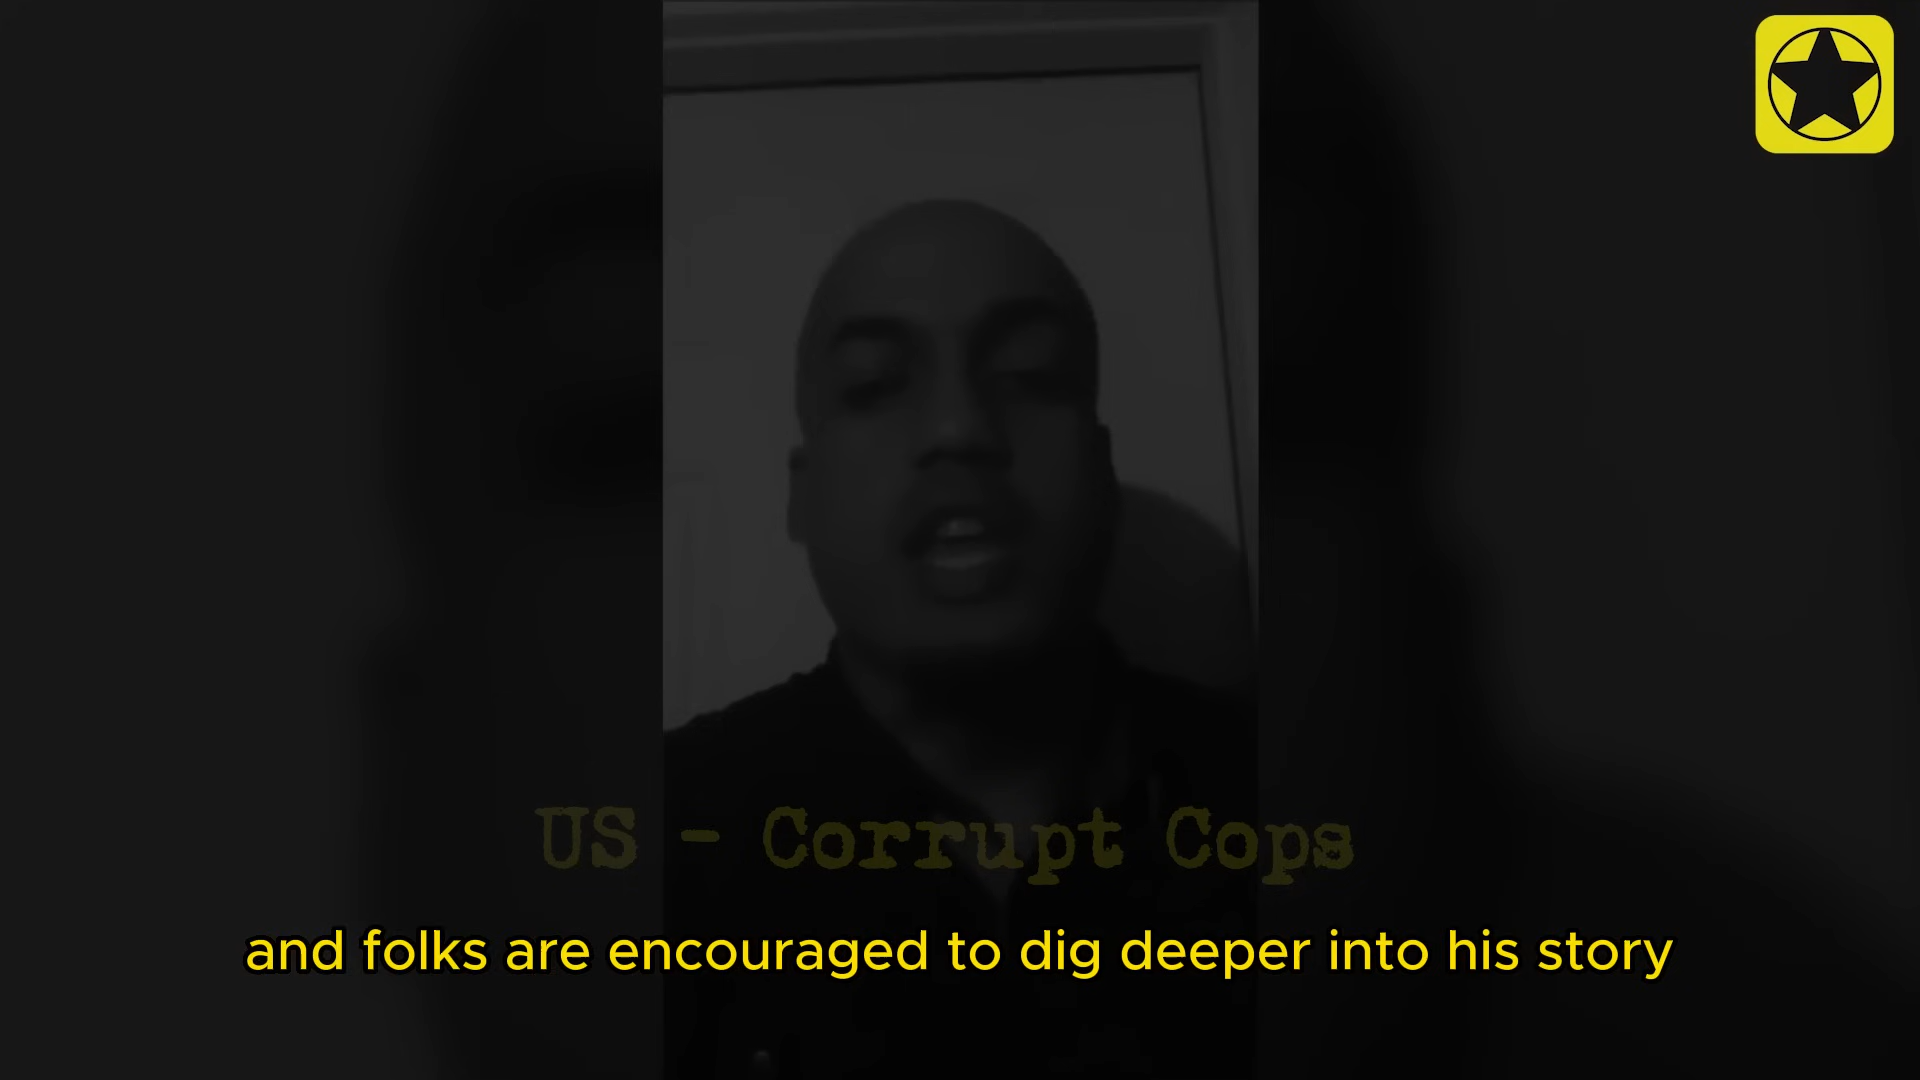 US - Corrupt Cops
and folks are encouraged to dig deeper into his story